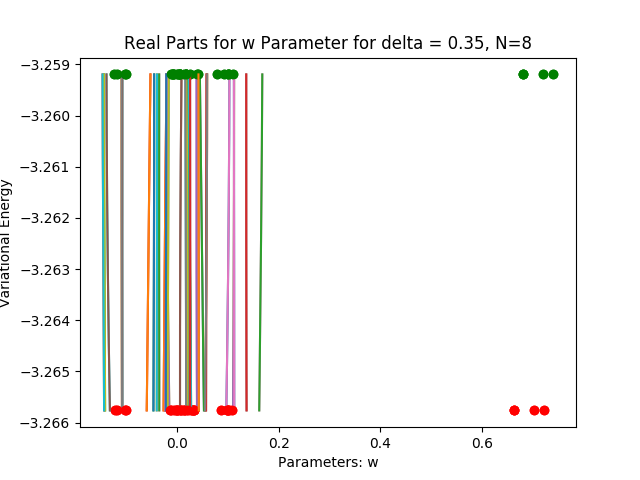 Real Parts for w Parameter for delta = 0.35, N=8
Variational Energy
−3.259
−3.260
−3.261
−3.262
−3.263
−3.264
−3.265
−3.266
0.0 0.2 0.4 0.6
Parameters: w